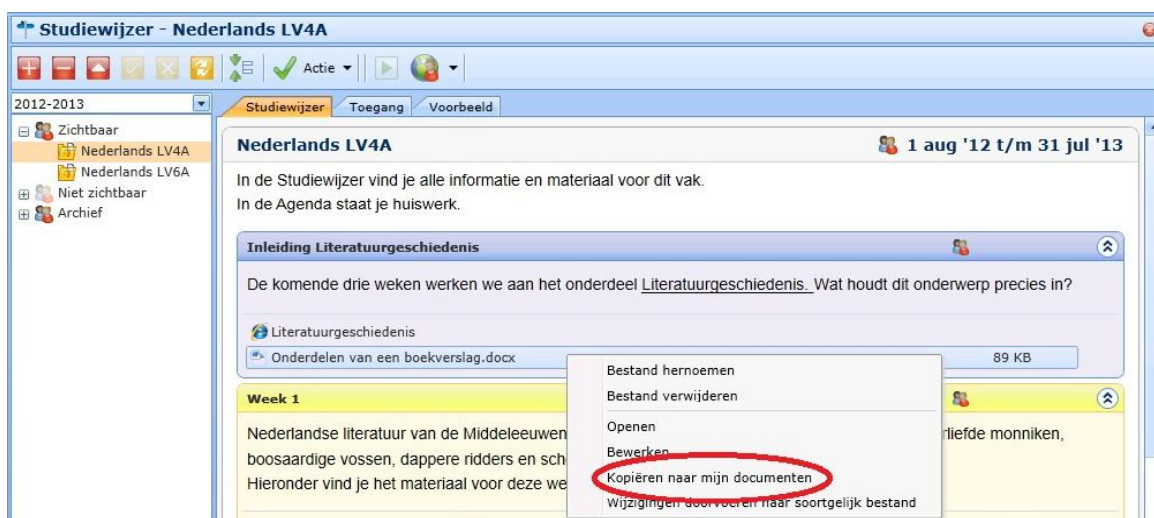 Studiewijzer - Nederlands LV4A
Actie
2012-2013
Studiewijzer Toegang Voorbeeld
Zichtbaar
Nederlands LV4A
Nederlands LV6A
Niet zichtbaar
Archief
Nederlands LV4A 1 aug '12 t/m 31 jul '13
In de Studiewijzer vind je alle informatie en materiaal voor dit vak.
In de Agenda staat je huiswerk.
Inleiding Literatuurgeschiedenis
De komende drie weken werken we aan het onderdeel Literatuurgeschiedenis. Wat houdt dit onderwerp precies in?
Literatuurgeschiedenis
Onderdelen van een boekverslag.docx 89 KB
Bestand hernoemen
Bestand verwijderen
Openen
Bewerken
Kopiëren naar mijn documenten
Wijzigingen doorvoeren naar soortgelijk bestand
Week 1
Nederlandse literatuur van de Middeleeuwen rliefde monniken,
boosaardige vossen, dappere ridders en sch
Hieronder vind je het materiaal voor deze we